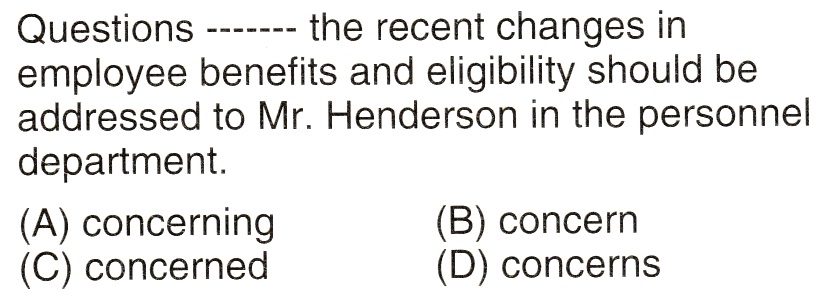 Questions ------- the recent changes in
employee benefits and eligibility should be
addressed to Mr. Henderson in the personnel
department.
(A) concerning (B) concern
(C) concerned (D) concerns